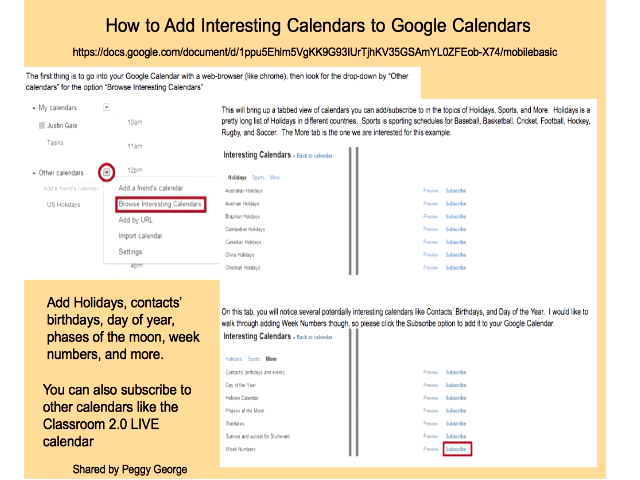 How to Add Interesting Calendars to Google Calendars
https://docs.google.com/document/d/1ppu5EhIm5VgKK9G93IUrTjhKV35GSAmYL0ZFEob-X74/mobilebasic
The first thing is to go into your Google Calendar with a web-browser (like chrome), then look for the drop-down by "Other
calendars" for the option "Browse Interesting Calendars"
My calendars
Justin Gale
Tasks
Other calendars
Add a friend's calendar
US Holidays
10am
11am
12pm
Add a friend's calendar
Browse Interesting Calendars
Add by URL
Import calendar
Settings
4pm
This will bring up a tabbed view of calendars you can add/subscribe to in the topics of Holidays, Sports, and More. Holidays is a
pretty long list of Holidays in different countries. Sports is sporting schedules for Baseball, Basketball, Cricket, Football, Hockey,
Rugby, and Soccer. The More tab is the one we are interested for this example.
Interesting Calendars « Back to calendar
Holidays Sports More
Australian Holidays Preview Subscribe
Austrian Holidays Preview Subscribe
Brazilian Holidays Preview Subscribe
Cambodian Holidays Preview Subscribe
Canadian Holidays Preview Subscribe
China Holidays Preview Subscribe
Christian Holidays Preview Subscribe
Add Holidays, contacts'
birthdays, day of year,
phases of the moon, week
numbers, and more.
You can also subscribe to
other calendars like the
Classroom 2.0 LIVE
calendar
Shared by Peggy George
On this tab, you will notice several potentially interesting calendars like Contacts' Birthdays, and Day of the Year. I would like to
walk through adding Week Numbers though, so please click the Subscribe option to add it to your Google Calendar.
Interesting Calendars « Back to calendar
Holidays Sports More
Contacts' birthdays and events Preview Subscribe
Day of the Year Preview Subscribe
Hebrew Calendar Preview Subscribe
Phases of the Moon Preview Subscribe
Stardates Preview Subscribe
Sunrise and sunset for Sturtevant Preview Subscribe
Week Numbers Preview Subscribe